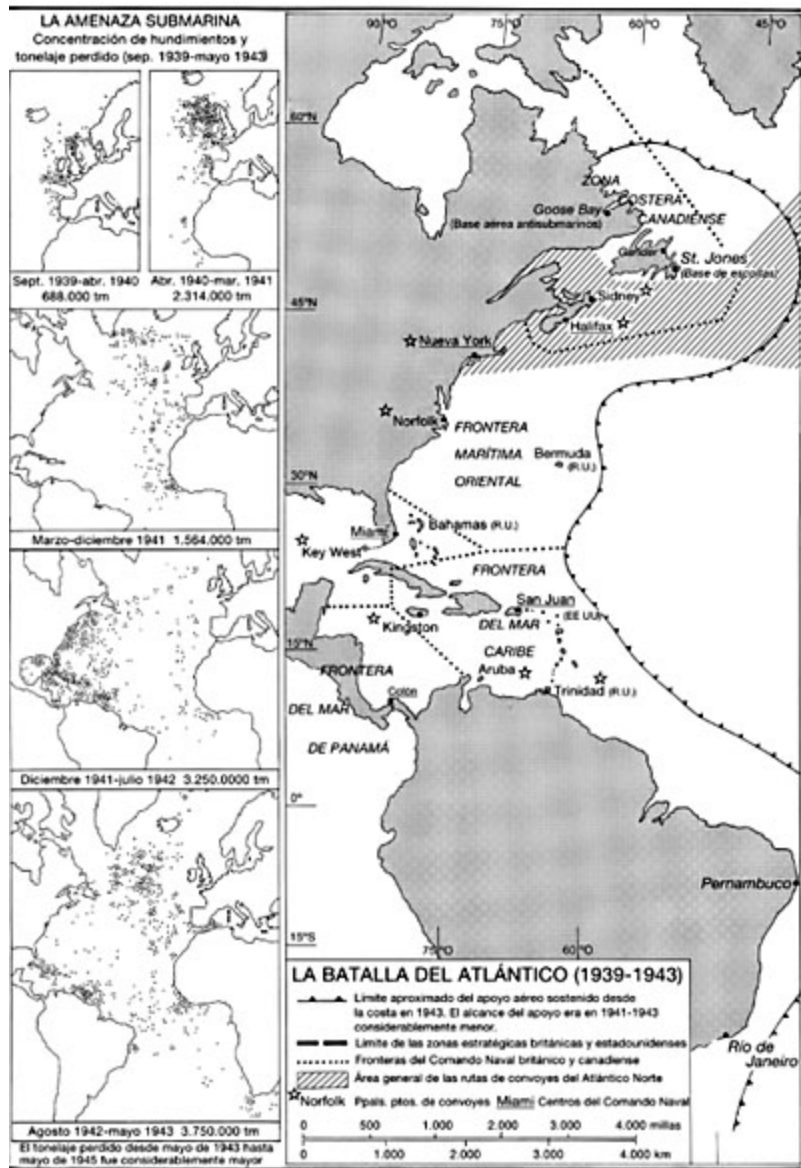 LA AMENAZA SUBMARINA
Concentración de hundimientos y
tonelaje perdido (sep. 1939-mayo 1943)
Sept. 1939-abr. 1940
688.000 tm
Abr. 1940-mar. 1941
2.314.000 tm
Marzo-diciembre 1941 1.564.000 tm
Diciembre 1941-julio 1942 3.250.0000 tm
Agosto 1942-mayo 1943 3.750.000 tm
El tonelaje perdido desde mayo de 1943 hasta
mayo de 1945 fue considerablemente mayor
90°O
75°O
60°O
45°O
60°N
ZONA
COSTERA
CANADIENSE
Goose Bay
(Base aérea antisubmarinos)
Gander
St. Jones
(Base de escoltas)
45°N
Sidney
Halifax
Nueva York
Norfolk
FRONTERA
MARÍTIMA
ORIENTAL
Bermuda
(R.U.)
30°N
Miami
Bahamas (R.U.)
Key West
FRONTERA
DEL MAR
CARIBE
San Juan
(EE UU)
Kingston
15°N
Aruba
Trinidad (R.U.)
FRONTERA
DEL MAR
DE PANAMÁ
Colón
0°
Pernambuco
15°S
75°O
60°O
Río de
Janeiro
LA BATALLA DEL ATLÁNTICO (1939-1943)
Límite aproximado del apoyo aéreo sostenido desde
la costa en 1943. El alcance del apoyo era en 1941-1943
considerablemente menor.
Límite de las zonas estratégicas británicas y estadounidenses
Fronteras del Comando Naval británico y canadiense
Área general de las rutas de convoyes del Atlántico Norte
Norfolk Ppals. ptos. de convoyes Miami Centros del Comando Naval
0 500 1.000 2.000 3.000 4.000 millas
0 1.000 2.000 3.000 4.000 km